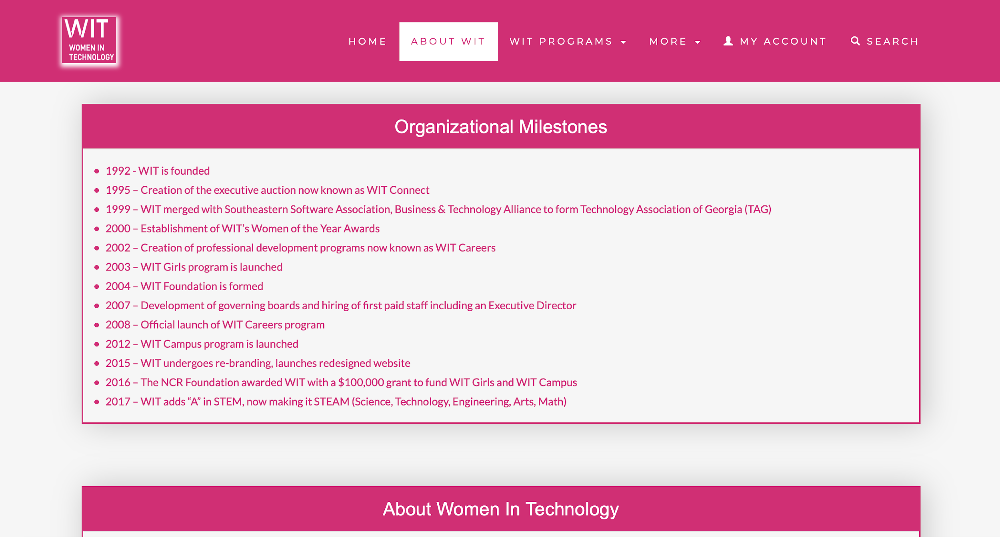 WIT
WOMEN IN
TECHNOLOGY
HOME
ABOUT WIT
WIT PROGRAMS
MORE
MY ACCOUNT
SEARCH
Organizational Milestones
1992 - WIT is founded
1995 – Creation of the executive auction now known as WIT Connect
1999 – WIT merged with Southeastern Software Association, Business & Technology Alliance to form Technology Association of Georgia (TAG)
2000 – Establishment of WIT’s Women of the Year Awards
2002 – Creation of professional development programs now known as WIT Careers
2003 – WIT Girls program is launched
2004 – WIT Foundation is formed
2007 – Development of governing boards and hiring of first paid staff including an Executive Director
2008 – Official launch of WIT Careers program
2012 – WIT Campus program is launched
2015 – WIT undergoes re-branding, launches redesigned website
2016 – The NCR Foundation awarded WIT with a $100,000 grant to fund WIT Girls and WIT Campus
2017 – WIT adds “A” in STEM, now making it STEAM (Science, Technology, Engineering, Arts, Math)
About Women In Technology